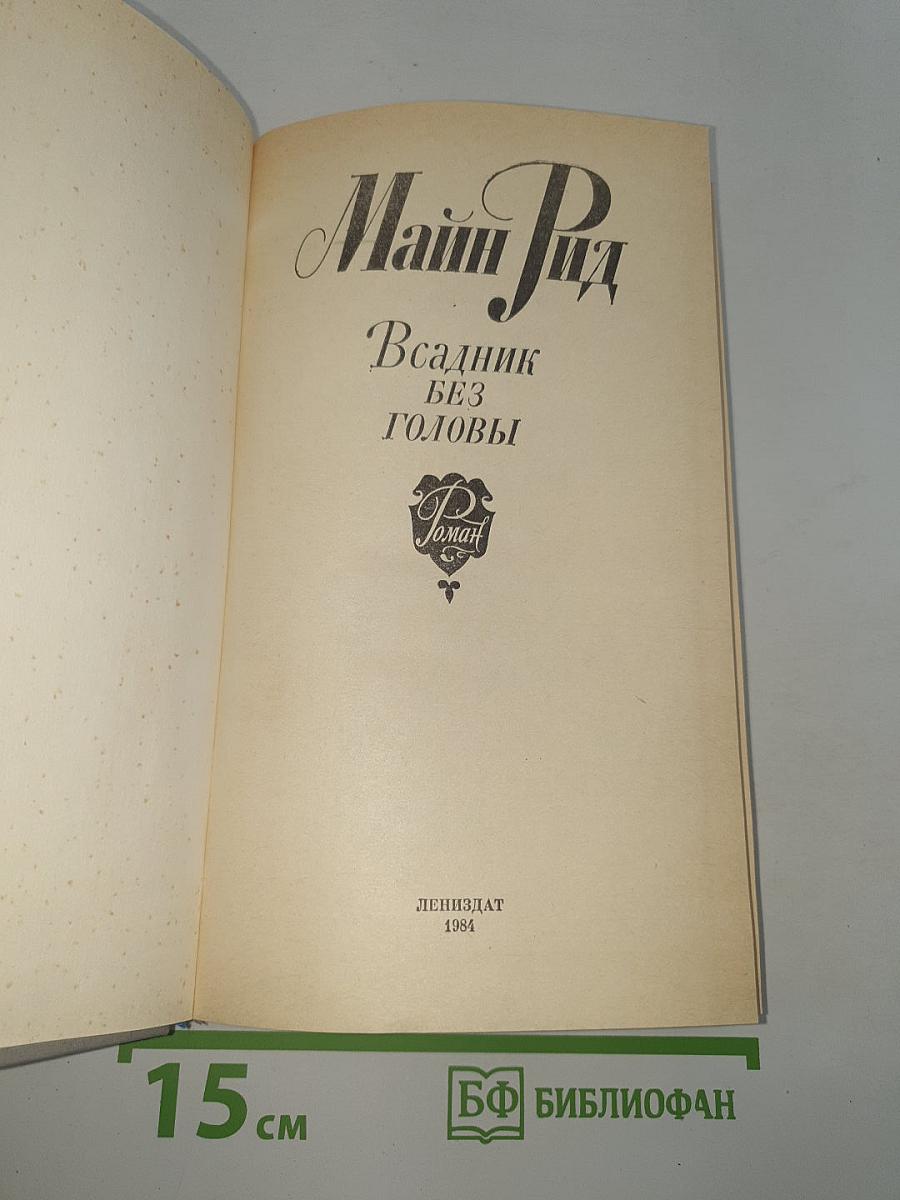 Майн Рид
Всадник
без
головы
Роман
ЛЕНИЗДАТ
1984
15 см
БФ БИБЛИОФАН